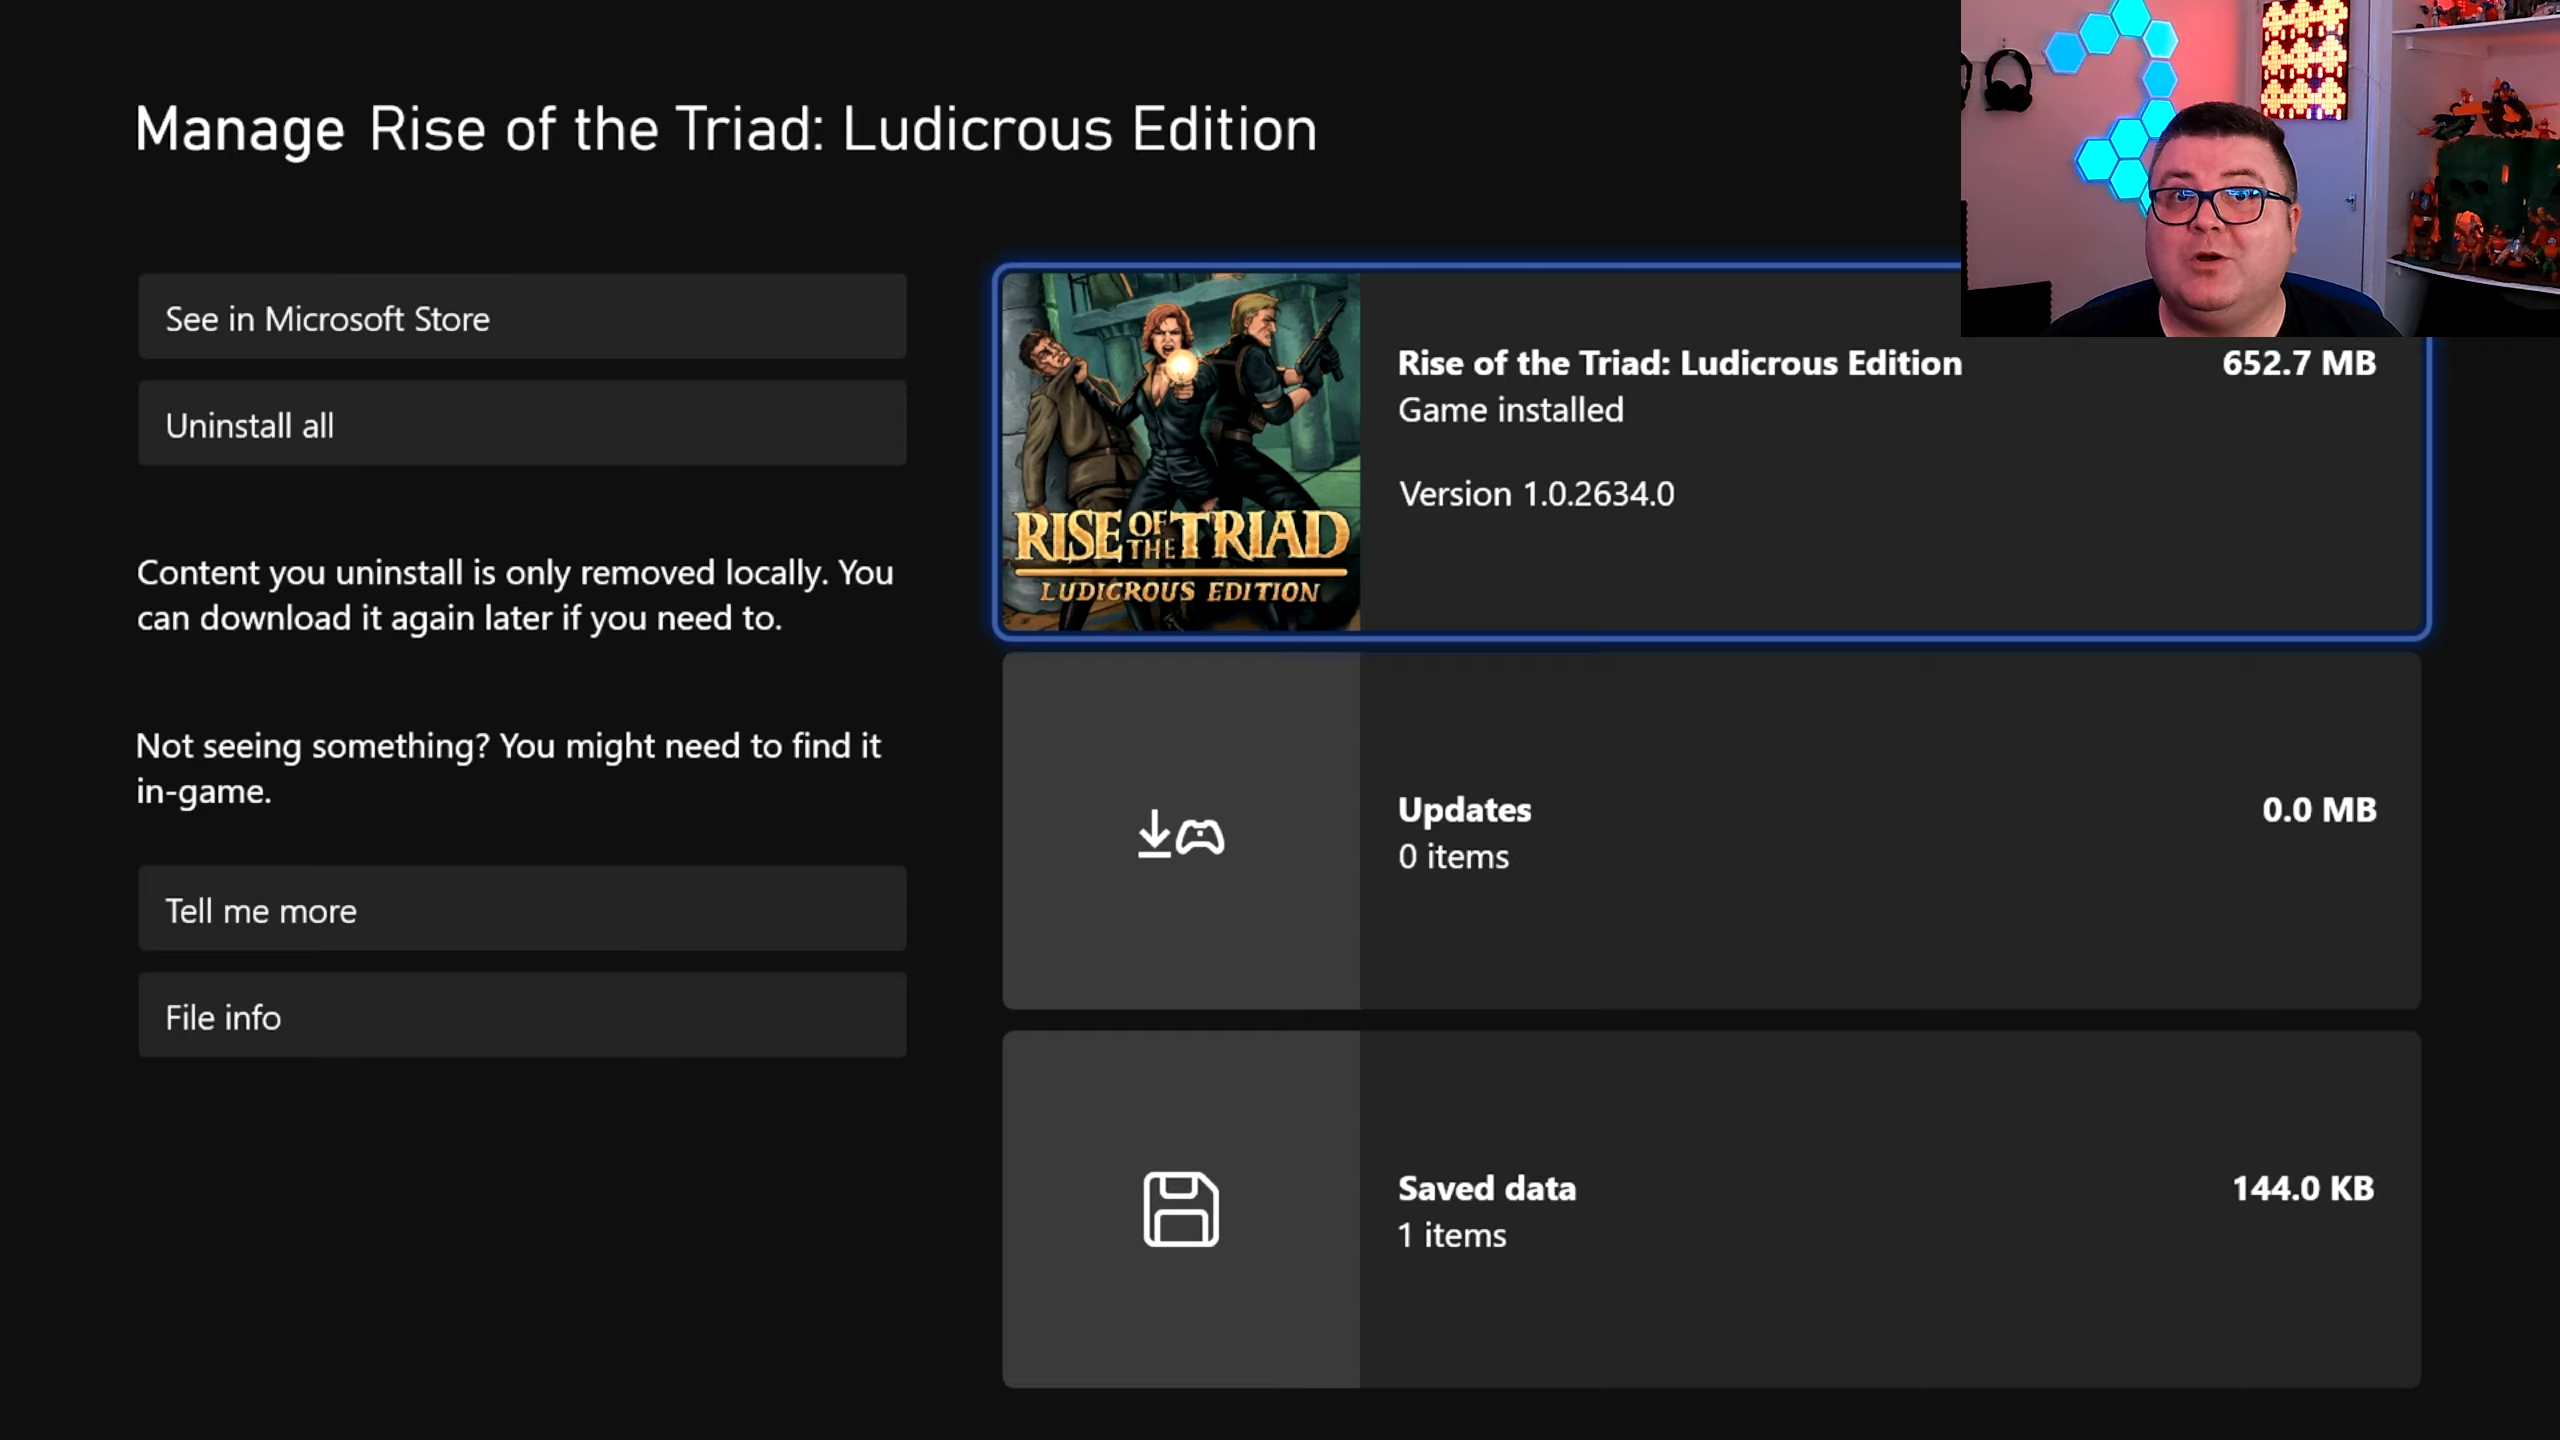 Manage Rise of the Triad: Ludicrous Edition
See in Microsoft Store
Uninstall all
Content you uninstall is only removed locally. You
can download it again later if you need to.
Not seeing something? You might need to find it
in-game.
Tell me more
File info
RISE OF THE TRIAD
LUDICROUS EDITION
Rise of the Triad: Ludicrous Edition 652.7 MB
Game installed
Version 1.0.2634.0
Updates 0.0 MB
0 items
Saved data 144.0 KB
1 items